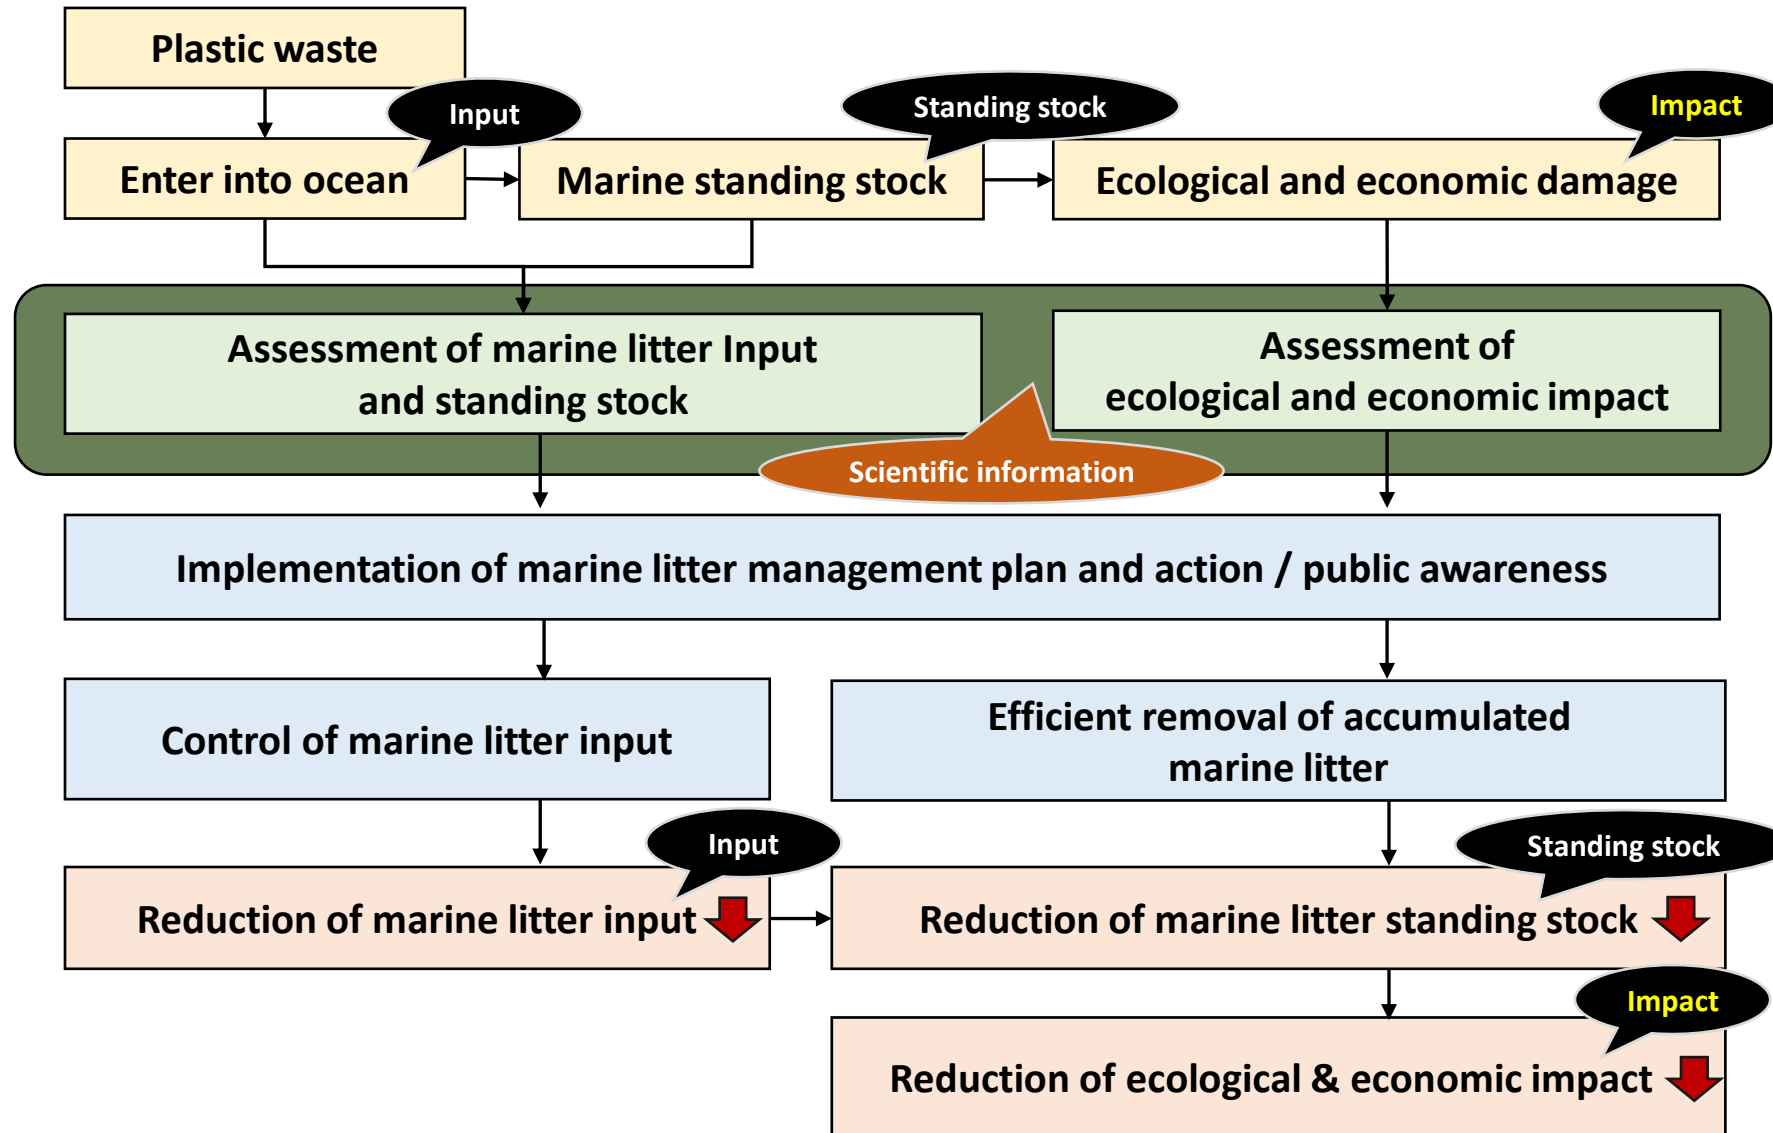 Plastic waste
Input
Standing stock
Impact
Enter into ocean
Marine standing stock
Ecological and economic damage
Assessment of marine litter Input
and standing stock
Assessment of
ecological and economic impact
Scientific information
Implementation of marine litter management plan and action / public awareness
Control of marine litter input
Efficient removal of accumulated
marine litter
Input
Standing stock
Reduction of marine litter input
Reduction of marine litter standing stock
Impact
Reduction of ecological & economic impact